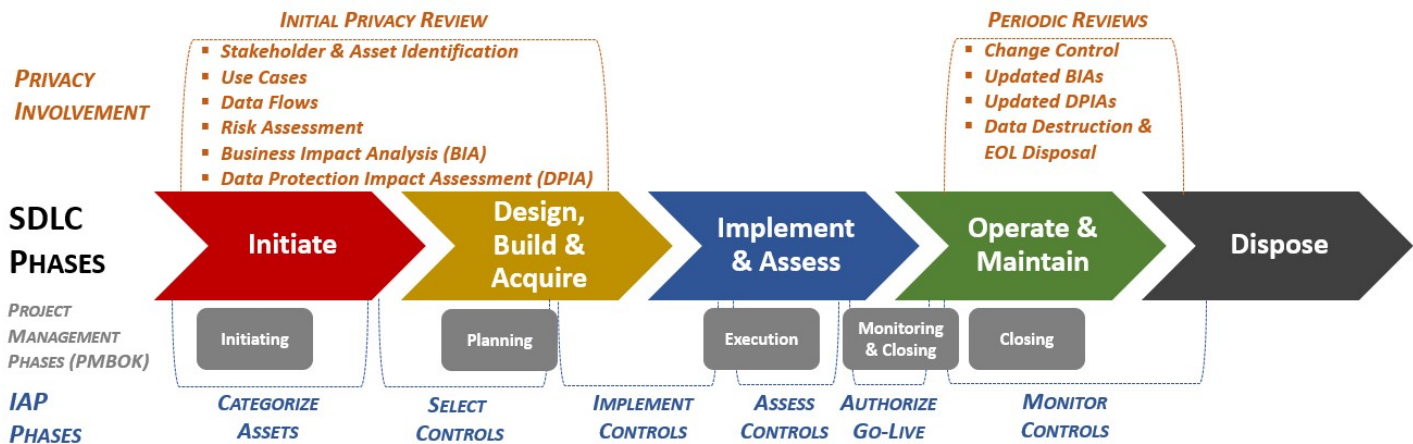 INITIAL PRIVACY REVIEW
▪ Stakeholder & Asset Identification
▪ Use Cases
▪ Data Flows
▪ Risk Assessment
▪ Business Impact Analysis (BIA)
▪ Data Protection Impact Assessment (DPIA)
PERIODIC REVIEWS
▪ Change Control
▪ Updated BIAs
▪ Updated DPIAs
▪ Data Destruction &
EOL Disposal
PRIVACY
INVOLVEMENT
SDLC
PHASES
Initiate
Design,
Build &
Acquire
Implement
& Assess
Operate &
Maintain
Dispose
PROJECT
MANAGEMENT
PHASES (PMBOK)
Initiating
Planning
Execution
Monitoring
& Closing
Closing
IAP
PHASES
CATEGORIZE
ASSETS
SELECT
CONTROLS
IMPLEMENT
CONTROLS
ASSESS
CONTROLS
AUTHORIZE
GO-LIVE
MONITOR
CONTROLS